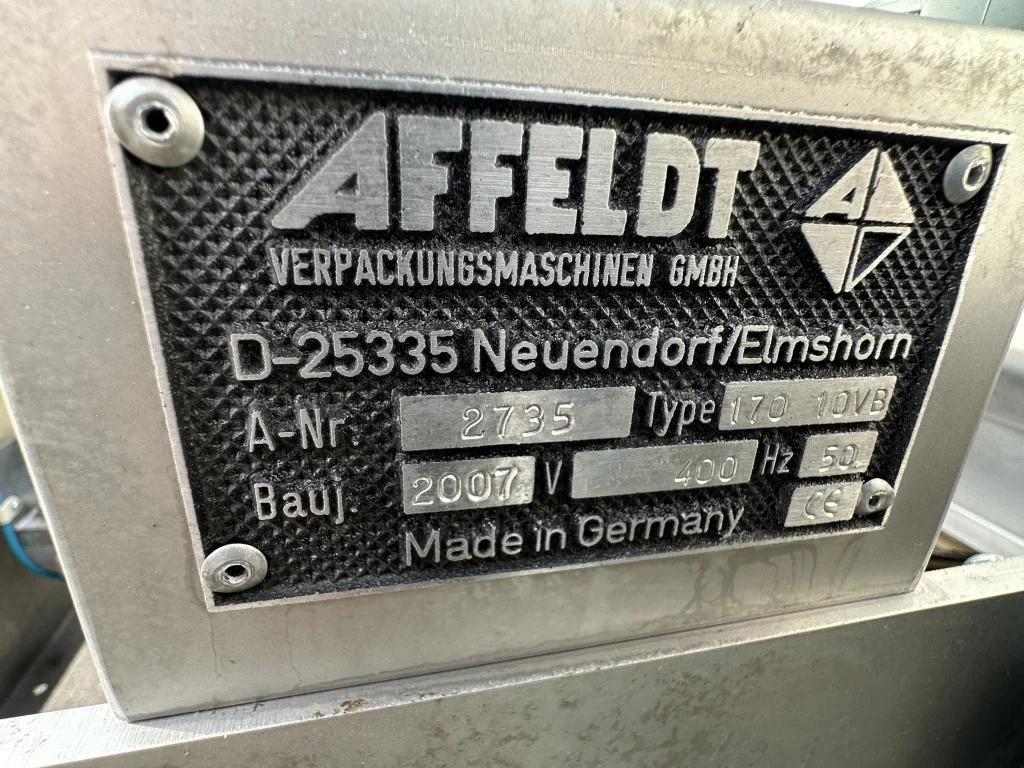 AFFELDT
VERPACKUNGSMASCHINEN GMBH
D-25335 Neuendorf/Elmshorn
A-Nr. 2735 Type 170 10VB
Bauj. 2007 V 400 Hz 50
Made in Germany CE